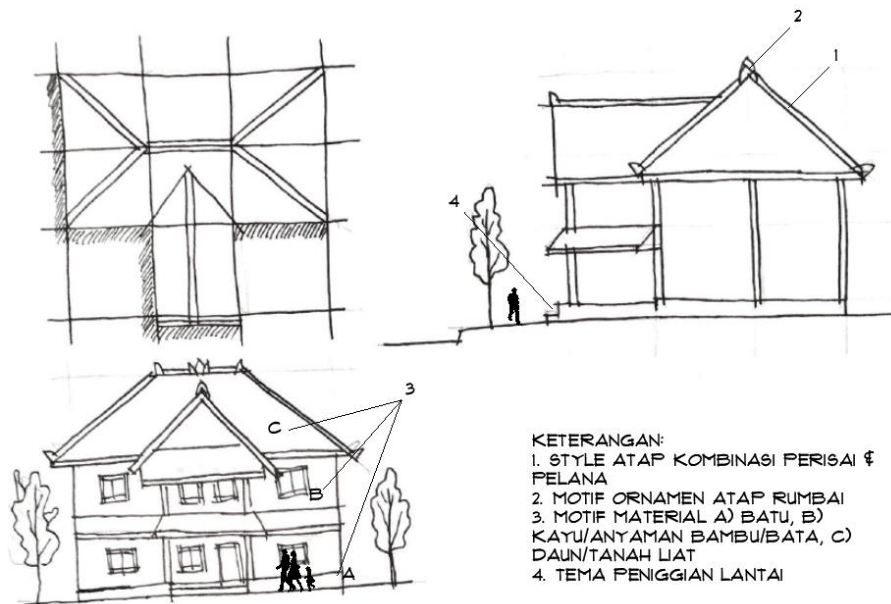 2
1
4
3
C
B
A
KETERANGAN:
1. STYLE ATAP KOMBINASI PERISAI &
PELANA
2. MOTIF ORNAMEN ATAP RUMBAI
3. MOTIF MATERIAL A) BATU, B)
KAYU/ANYAMAN BAMBU/BATA, C)
DAUN/TANAH LIAT
4. TEMA PENIGGIAN LANTAI